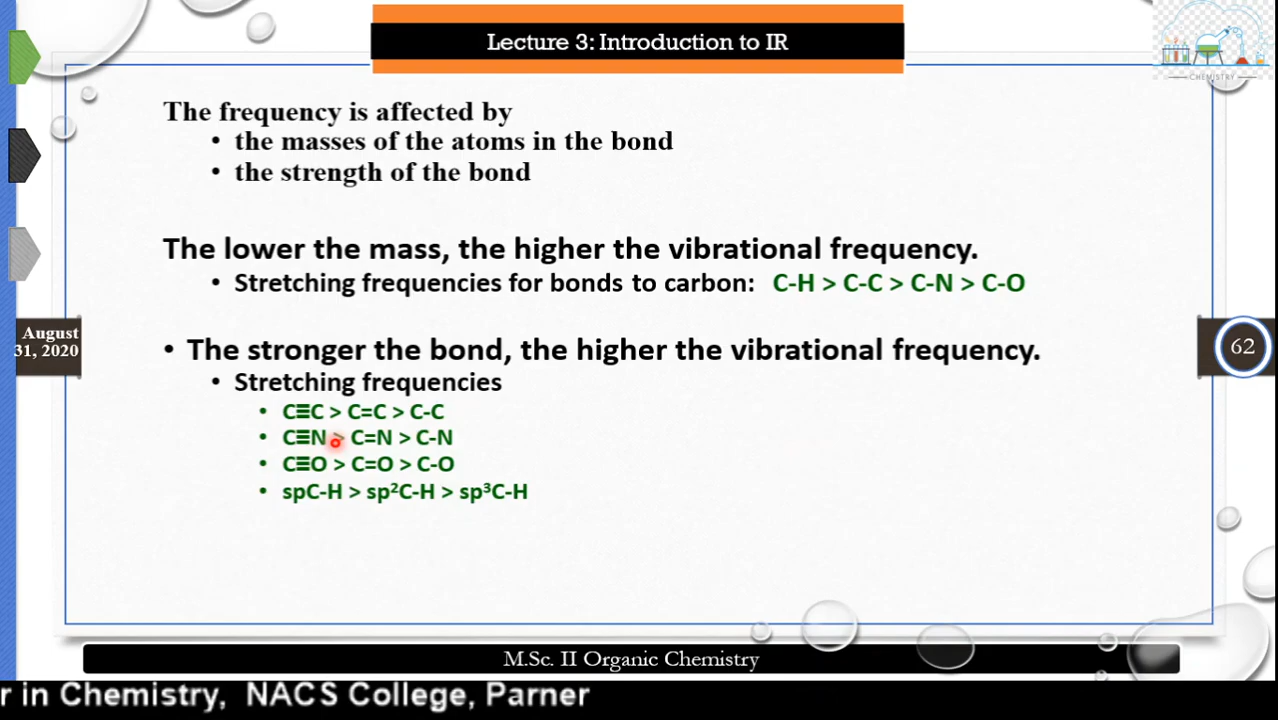 Lecture 3: Introduction to IR
CHEMISTRY
The frequency is affected by
• the masses of the atoms in the bond
• the strength of the bond
The lower the mass, the higher the vibrational frequency.
• Stretching frequencies for bonds to carbon: C-H > C-C > C-N > C-O
August
31, 2020
62
• The stronger the bond, the higher the vibrational frequency.
• Stretching frequencies
• C≡C > C=C > C-C
• C≡N > C=N > C-N
• C≡O > C=O > C-O
• spC-H > sp²C-H > sp³C-H
M.Sc. II Organic Chemistry
r in Chemistry, NACS College, Parner